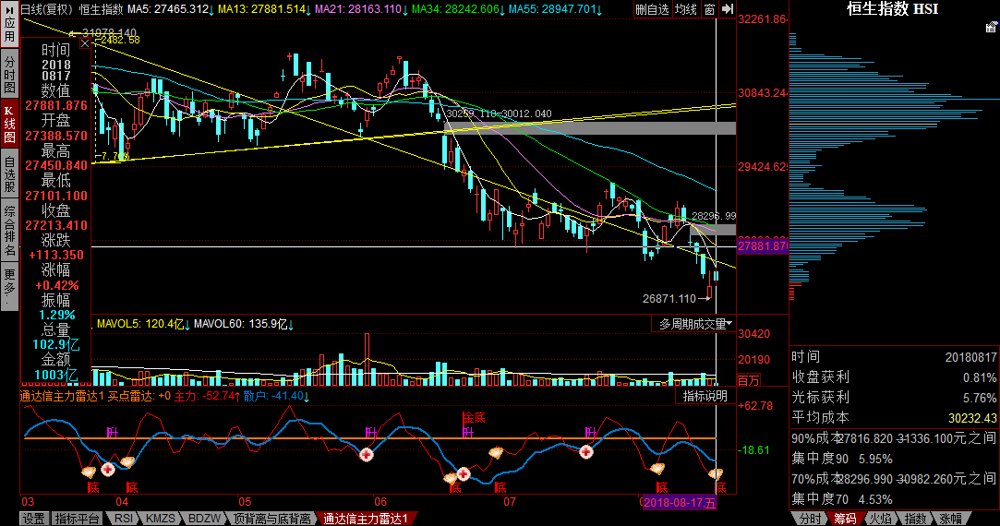 应用
分时图
K线图
自选股
综合排名
更多
日线(复权) 恒生指数 MA5: 27465.312↓ MA13: 27881.514↓ MA21: 28163.110↓ MA34: 28242.606↓ MA55: 28947.701↓
删自选 均线 窗
时间
2018
0817
数值
27881.876
开盘
27388.570
最高
27450.840
最低
27101.100
收盘
27213.410
涨跌
+113.350
涨幅
+0.42%
振幅
1.29%
总量
102.9亿
金额
1003亿
31978.140
2482.58
30259.110-30012.040
28296.99
26871.110
32261.864
30843.24
29424.629
27881.876
MAVOL5: 120.4亿↓ MAVOL60: 135.9亿↓
多周期成交量
30420
20190
百万
通达信主力雷达1 买点雷达: +0 主力: -52.74↑ 散户: -41.40↓
指标说明
金底
升 升 升 升
底 底 底 底 底 底
+62.78
-18.61
03 04 05 06 07 2018-08-17,五
设置 指标平台 RSI KMZS BDZW 顶背离与底背离 通达信主力雷达1
恒生指数 HSI
时间 20180817
收盘获利 0.81%
光标获利 5.76%
平均成本 30232.43
90%成本27816.820-31336.100元之间
集中度90 5.95%
70%成本28296.990-30982.260元之间
集中度70 4.53%
分时 筹码 火焰 指数 涨幅